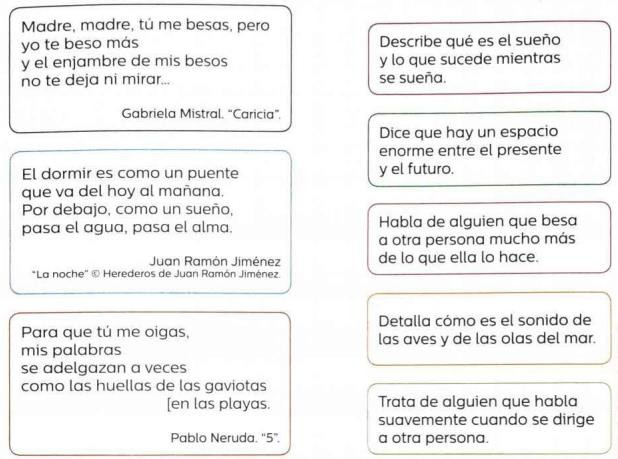 Madre, madre, tú me besas, pero
yo te beso más
y el enjambre de mis besos
no te deja ni mirar...
Gabriela Mistral. "Caricia".
El dormir es como un puente
que va del hoy al mañana.
Por debajo, como un sueño,
pasa el agua, pasa el alma.
Juan Ramón Jiménez
"La noche" © Herederos de Juan Ramón Jiménez.
Para que tú me oigas,
mis palabras
se adelgazan a veces
como las huellas de las gaviotas
[en las playas.
Pablo Neruda. "5".
Describe qué es el sueño
y lo que sucede mientras
se sueña.
Dice que hay un espacio
enorme entre el presente
y el futuro.
Habla de alguien que besa
a otra persona mucho más
de lo que ella lo hace.
Detalla cómo es el sonido de
las aves y de las olas del mar.
Trata de alguien que habla
suavemente cuando se dirige
a otra persona.